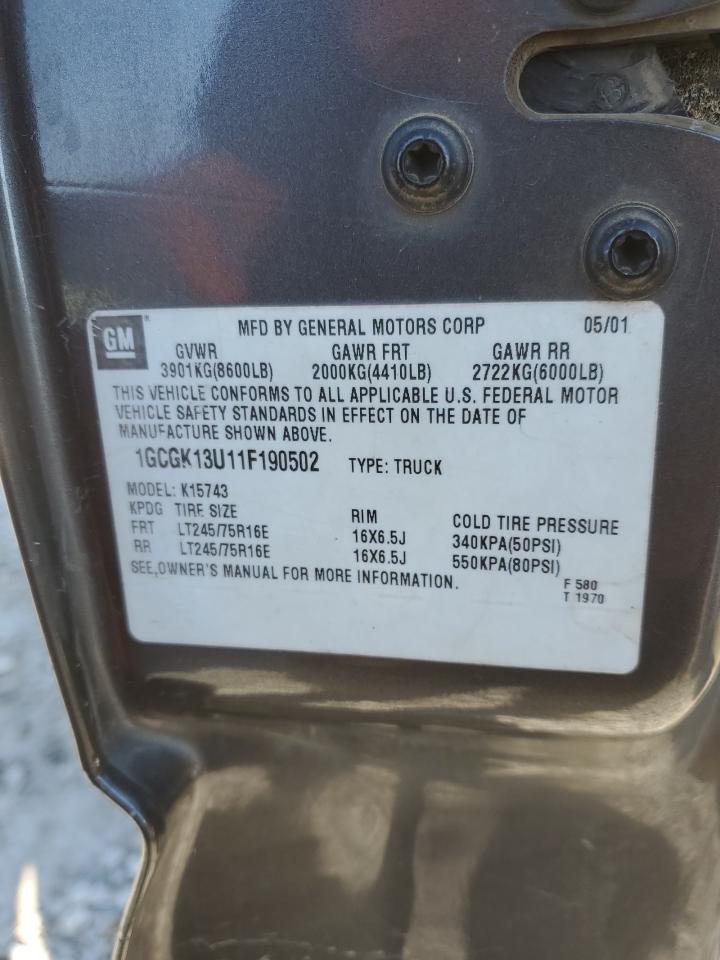 GM
MFD BY GENERAL MOTORS CORP 05/01
GVWR GAWR FRT GAWR RR
3901KG(8600LB) 2000KG(4410LB) 2722KG(6000LB)
THIS VEHICLE CONFORMS TO ALL APPLICABLE U.S. FEDERAL MOTOR
VEHICLE SAFETY STANDARDS IN EFFECT ON THE DATE OF
MANUFACTURE SHOWN ABOVE.
1GCGK13U11F190502 TYPE: TRUCK
MODEL: K15743
KPDG TIRE SIZE RIM COLD TIRE PRESSURE
FRT LT245/75R16E 16X6.5J 340KPA(50PSI)
RR LT245/75R16E 16X6.5J 550KPA(80PSI)
SEE OWNER'S MANUAL FOR MORE INFORMATION.
F 580
T 1970